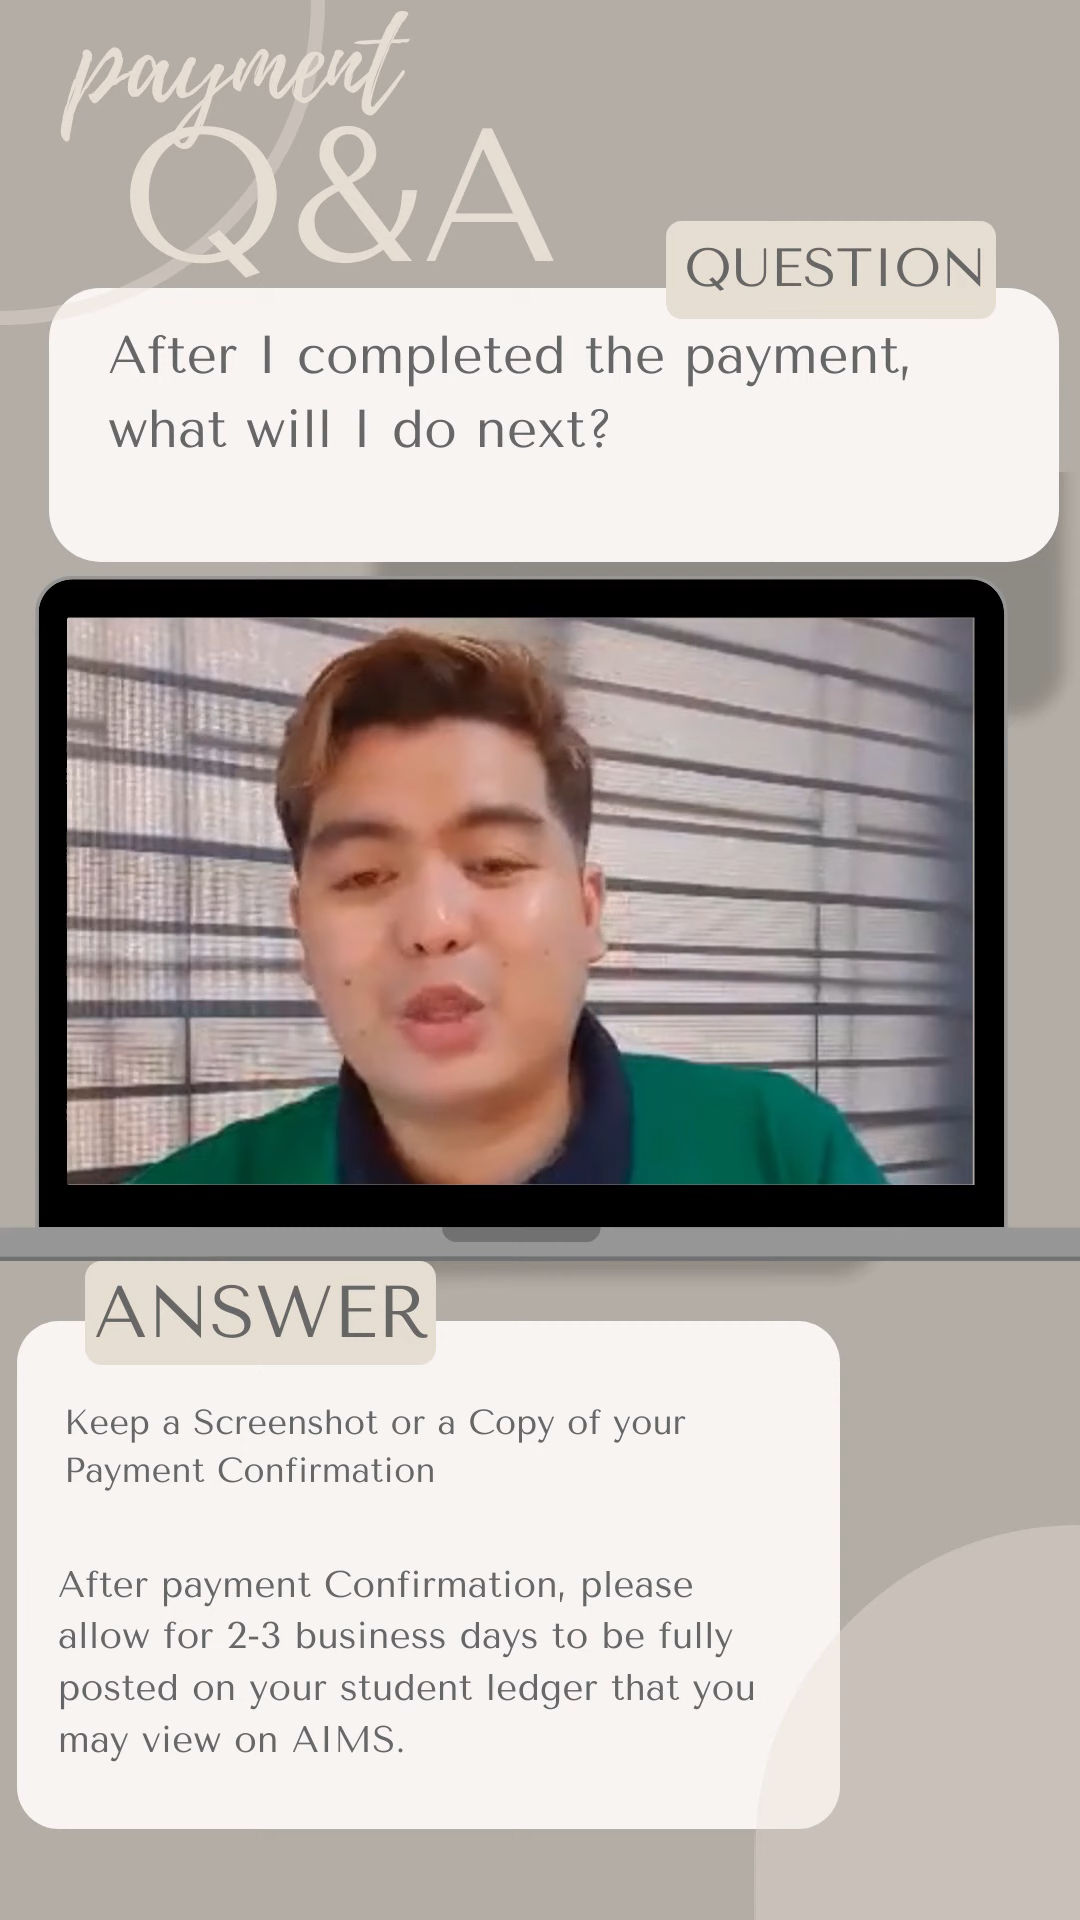 payment
Q&A
QUESTION
After I completed the payment,
what will I do next?
ANSWER
Keep a Screenshot or a Copy of your
Payment Confirmation
After payment Confirmation, please
allow for 2-3 business days to be fully
posted on your student ledger that you
may view on AIMS.